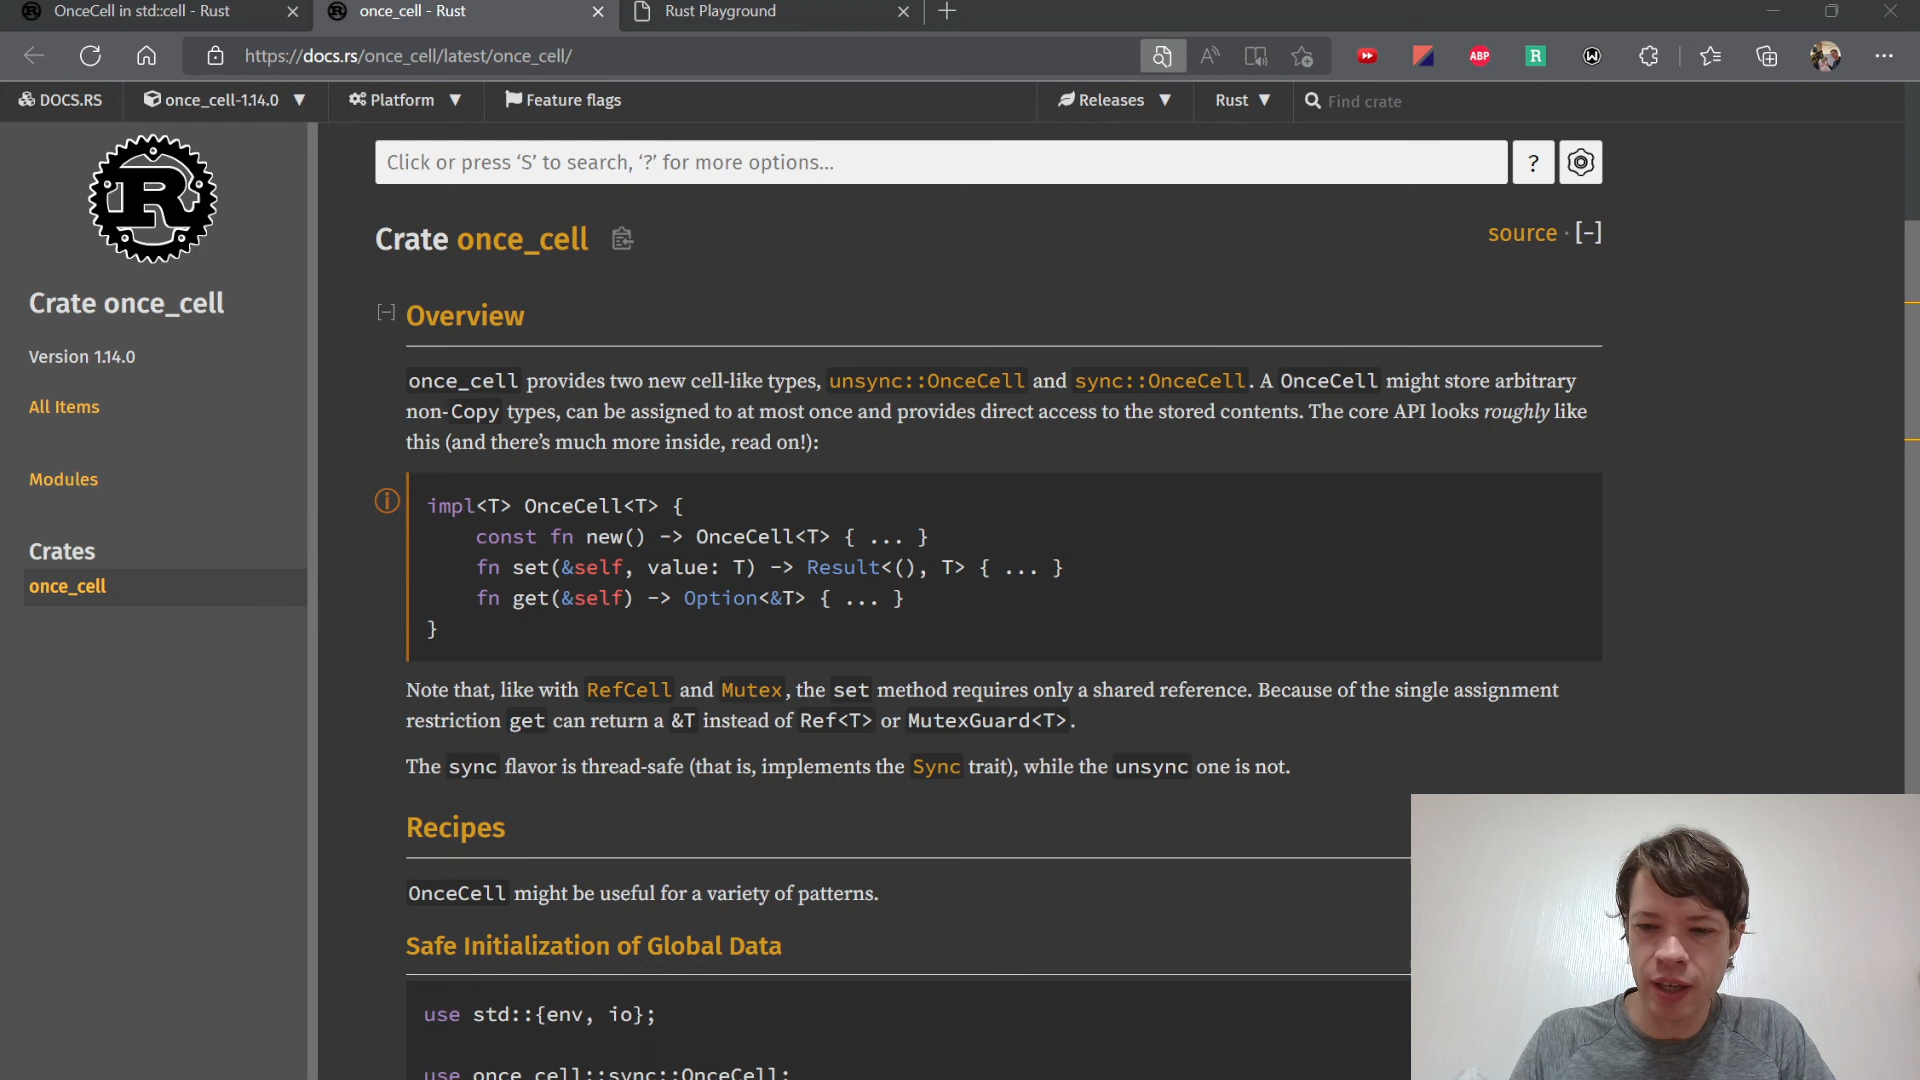 OnceCell in std::cell - Rust
once_cell - Rust
Rust Playground
https://docs.rs/once_cell/latest/once_cell/
ABP
R
DOCS.RS
once_cell-1.14.0
Platform
Feature flags
Releases
Rust
Find crate
Click or press ‘S’ to search, ‘?’ for more options...
?
R
Crate once_cell
source · [-]
Crate once_cell
Version 1.14.0
All Items
Modules
Crates
once_cell
[-] Overview
once_cell provides two new cell-like types, unsync::OnceCell and sync::OnceCell. A OnceCell might store arbitrary
non-Copy types, can be assigned to at most once and provides direct access to the stored contents. The core API looks roughly like
this (and there’s much more inside, read on!):
impl<T> OnceCell<T> {
    const fn new() -> OnceCell<T> { ... }
    fn set(&self, value: T) -> Result<(), T> { ... }
    fn get(&self) -> Option<&T> { ... }
}
Note that, like with RefCell and Mutex, the set method requires only a shared reference. Because of the single assignment
restriction get can return a &T instead of Ref<T> or MutexGuard<T>.
The sync flavor is thread-safe (that is, implements the Sync trait), while the unsync one is not.
Recipes
OnceCell might be useful for a variety of patterns.
Safe Initialization of Global Data
use std::{env, io};
use once_cell::sync::OnceCell;